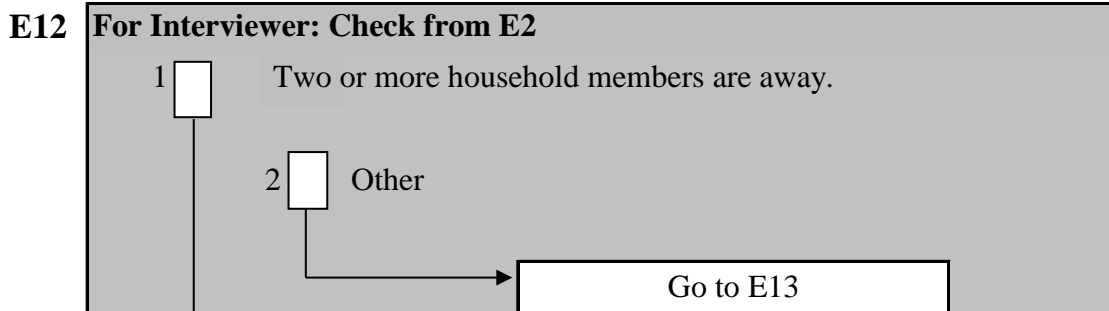 E12 For Interviewer: Check from E2
1 Two or more household members are away.
2 Other
Go to E13